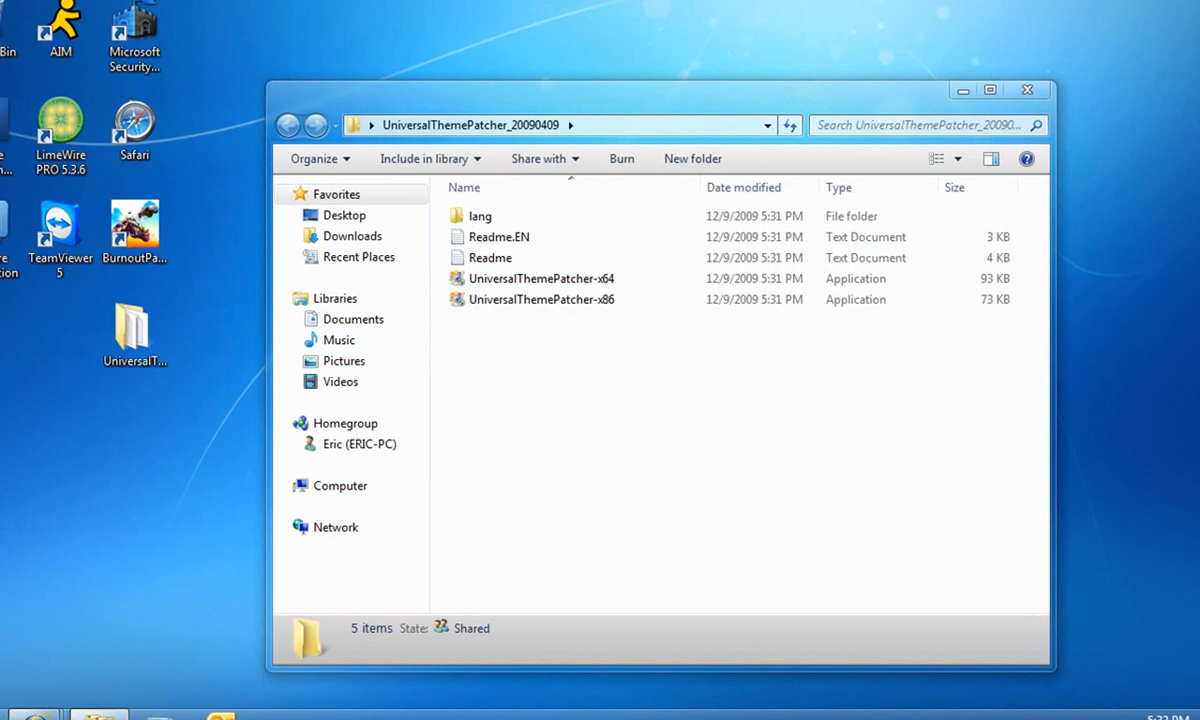 Bin
AIM
Microsoft
Security...
LimeWire
PRO 5.3.6
Safari
TeamViewer
5
BurnoutPa...
UniversalT...
UniversalThemePatcher_20090409
Search UniversalThemePatcher_20090...
Organize
Include in library
Share with
Burn
New folder
Name
Date modified
Type
Size
Favorites
Desktop
Downloads
Recent Places
Libraries
Documents
Music
Pictures
Videos
Homegroup
Eric (ERIC-PC)
Computer
Network
lang 12/9/2009 5:31 PM File folder
Readme.EN 12/9/2009 5:31 PM Text Document 3 KB
Readme 12/9/2009 5:31 PM Text Document 4 KB
UniversalThemePatcher-x64 12/9/2009 5:31 PM Application 93 KB
UniversalThemePatcher-x86 12/9/2009 5:31 PM Application 73 KB
5 items State: Shared